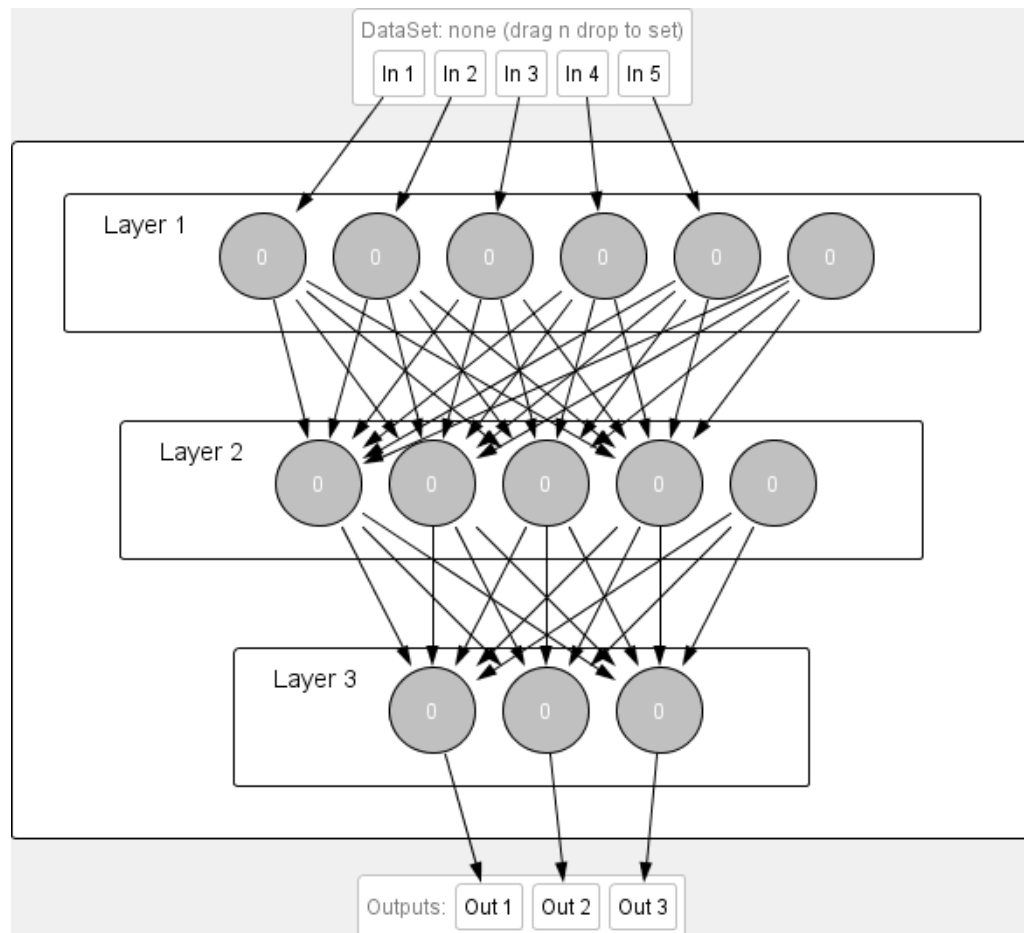 DataSet: none (drag n drop to set)
In 1 In 2 In 3 In 4 In 5
Layer 1
0 0 0 0 0 0
Layer 2
0 0 0 0 0
Layer 3
0 0 0
Outputs: Out 1 Out 2 Out 3